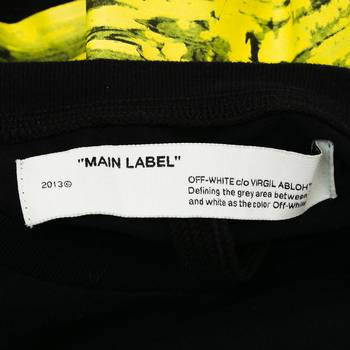 "MAIN LABEL"
2013©
OFF-WHITE c/o VIRGIL ABLOH™
Defining the grey area between
and white as the color Off-White